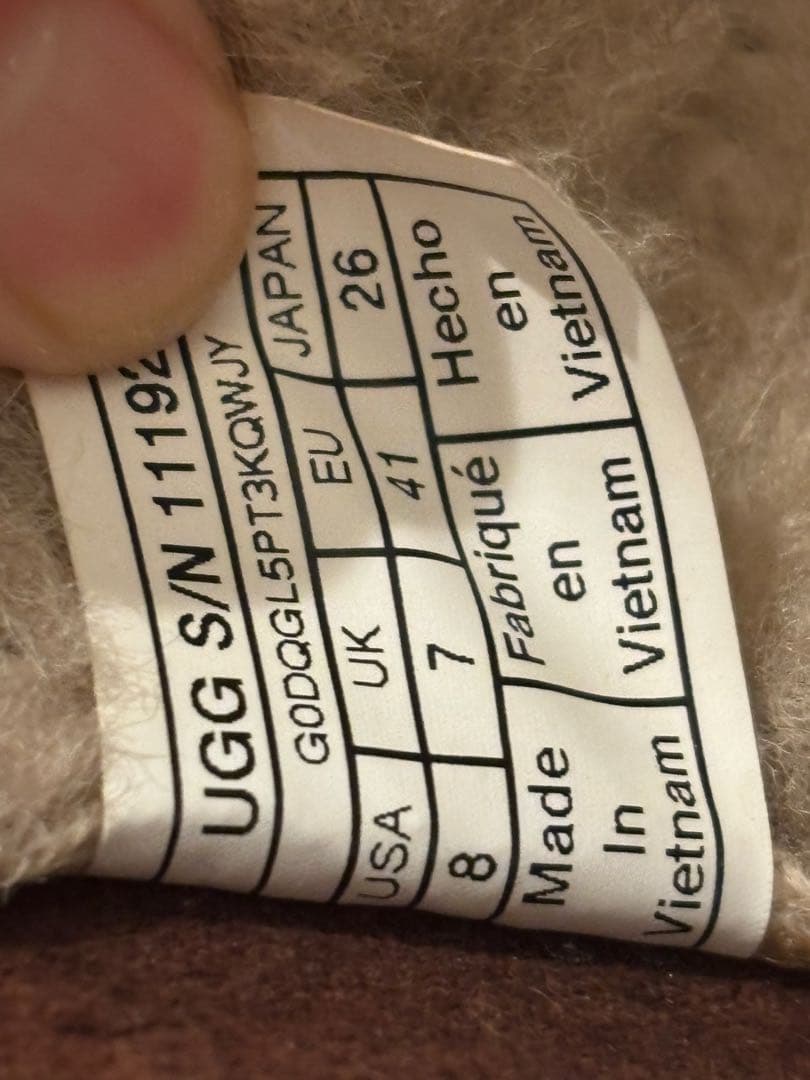 UGG S/N 11192
G0DQGL5PT3KQWJY
USA UK EU JAPAN
8 7 41 26
Made In Vietnam
Fabriqué en Vietnam
Hecho en Vietnam